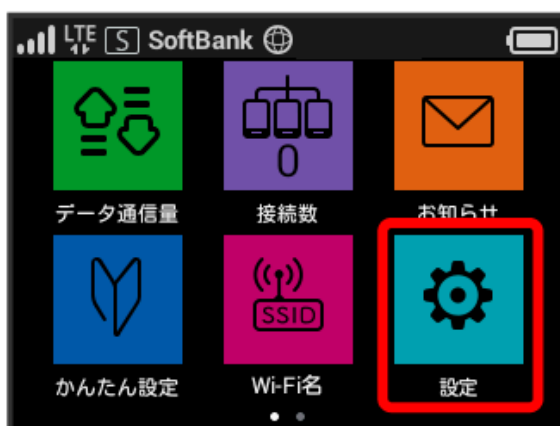 LTE S SoftBank
0
データ通信量 接続数 お知らせ
SSID
かんたん設定 Wi-Fi名 設定